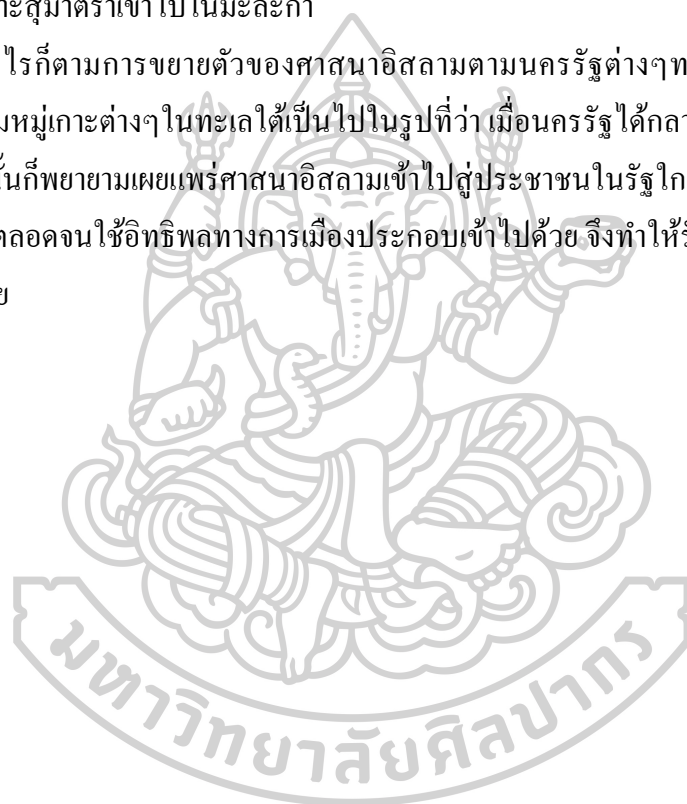 าะสุมาตราเข้าไปในมะละกา
ไรก็ตามการขยายตัวของศาสนาอิสลามตามนครรัฐต่างๆท
มหมู่เกาะต่างๆในทะเลใต้เป็นไปในรูปที่ว่า เมื่อนครรัฐได้กลา
ั้นก็พยายามเผยแพร่ศาสนาอิสลามเข้าไปสู่ประชาชนในรัฐใก
ตลอดจนใช้อิทธิพลทางการเมืองประกอบเข้าไปด้วย จึงทำให้รั
ย
มหาวิทยาลัยศิลปากร